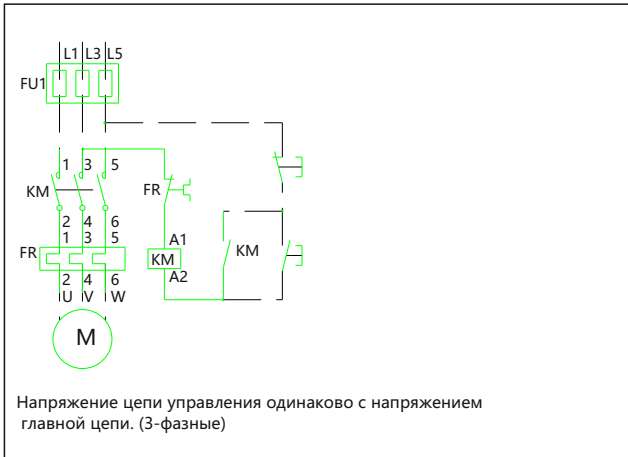 L1 L3 L5
FU1
1 3 5
KM FR
2 4 6
1 3 5
A1
FR KM KM
A2
2 4 6
U V W
M
Напряжение цепи управления одинаково с напряжением
главной цепи. (3-фазные)